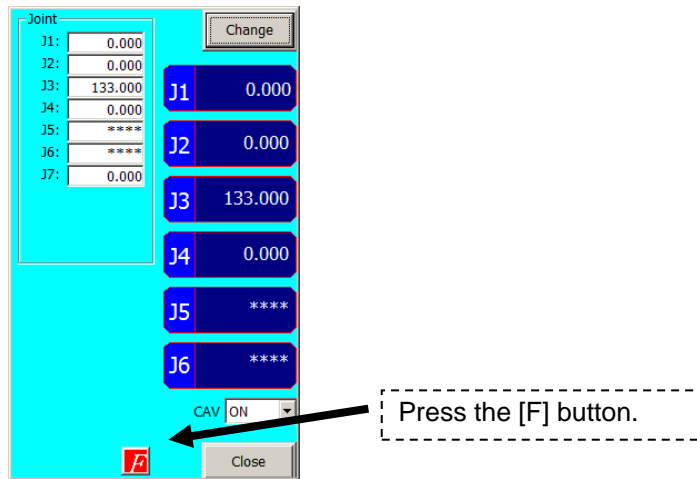 Joint
J1: 0.000
J2: 0.000
J3: 133.000
J4: 0.000
J5: ****
J6: ****
J7: 0.000
Change
J1 0.000
J2 0.000
J3 133.000
J4 0.000
J5 ****
J6 ****
CAV ON
Press the [F] button.
F
Close